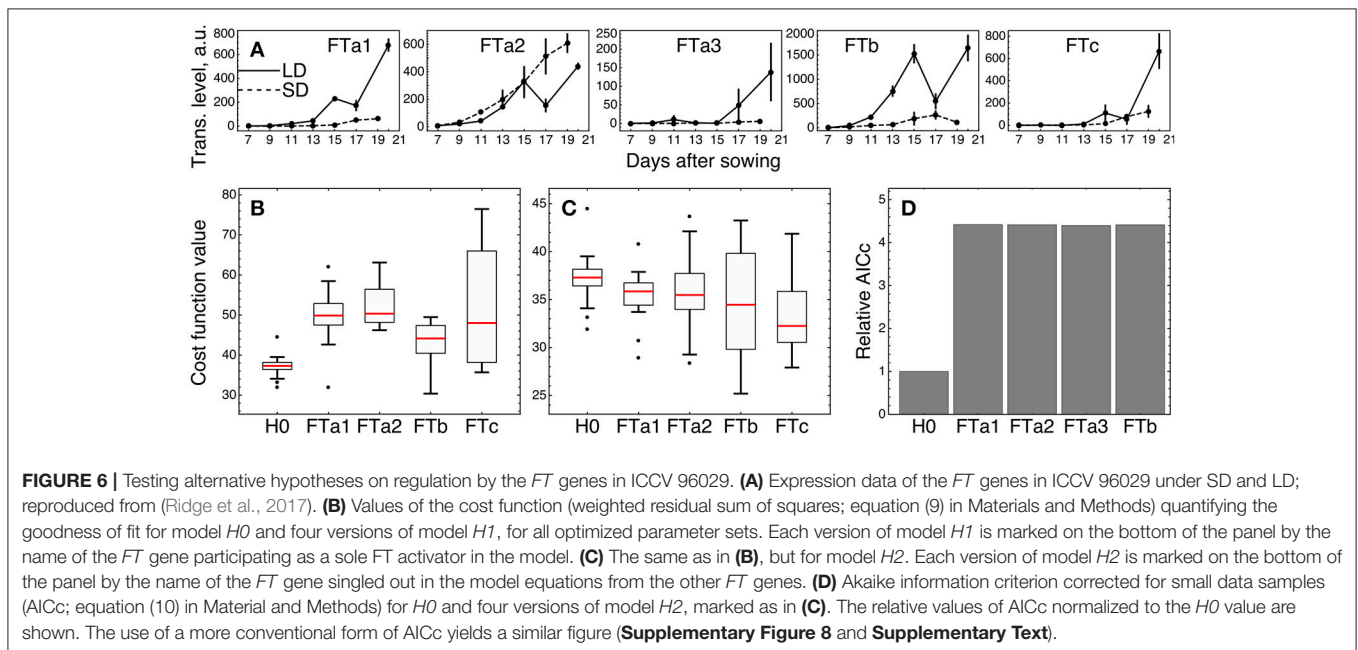 A FTa1 FTa2 FTa3 FTb FTc
LD
SD
Trans. level, a.u.
800
600
400
200
0
600
400
200
0
250
200
150
100
50
0
2000
1500
1000
500
0
800
600
400
200
0
7 9 11 13 15 17 19 21 7 9 11 13 15 17 19 21 7 9 11 13 15 17 19 21 7 9 11 13 15 17 19 21 7 9 11 13 15 17 19 21
Days after sowing
B
Cost function value
80
70
60
50
40
30
H0 FTa1 FTa2 FTb FTc
C
45
40
35
30
25
H0 FTa1 FTa2 FTb FTc
D
Relative AICc
5
4
3
2
1
0
H0 FTa1 FTa2 FTa3 FTb
FIGURE 6 | Testing alternative hypotheses on regulation by the FT genes in ICCV 96029. (A) Expression data of the FT genes in ICCV 96029 under SD and LD;
reproduced from (Ridge et al., 2017). (B) Values of the cost function (weighted residual sum of squares; equation (9) in Materials and Methods) quantifying the
goodness of fit for model H0 and four versions of model H1, for all optimized parameter sets. Each version of model H1 is marked on the bottom of the panel by the
name of the FT gene participating as a sole FT activator in the model. (C) The same as in (B), but for model H2. Each version of model H2 is marked on the bottom of
the panel by the name of the FT gene singled out in the model equations from the other FT genes. (D) Akaike information criterion corrected for small data samples
(AICc; equation (10) in Material and Methods) for H0 and four versions of model H2, marked as in (C). The relative values of AICc normalized to the H0 value are
shown. The use of a more conventional form of AICc yields a similar figure (Supplementary Figure 8 and Supplementary Text).